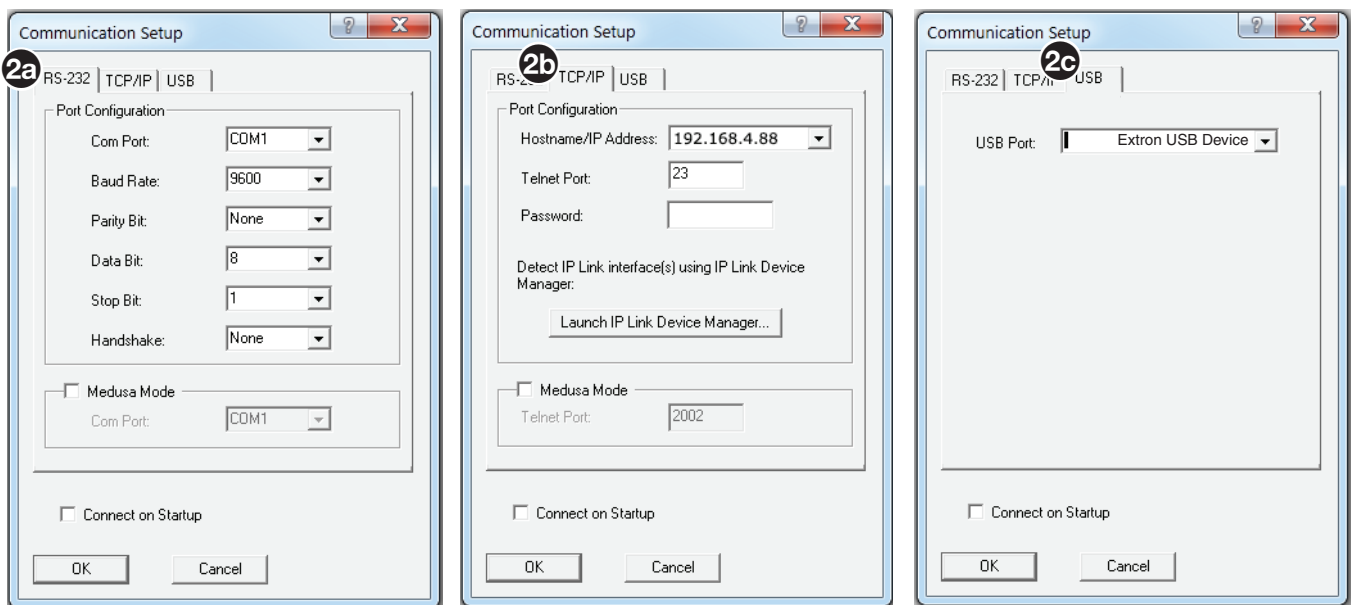 Communication Setup
2a
RS-232 TCP/IP USB
Port Configuration
Com Port: COM1
Baud Rate: 9600
Parity Bit: None
Data Bit: 8
Stop Bit: 1
Handshake: None
Medusa Mode
Com Port: COM1
Connect on Startup
OK Cancel
Communication Setup
2b
RS-2 TCP/IP USB
Port Configuration
Hostname/IP Address: 192.168.4.88
Telnet Port: 23
Password:
Detect IP Link interface(s) using IP Link Device
Manager:
Launch IP Link Device Manager...
Medusa Mode
Telnet Port: 2002
Connect on Startup
OK Cancel
Communication Setup
2c
RS-232 TCP/IP USB
USB Port: Extron USB Device
Connect on Startup
OK Cancel